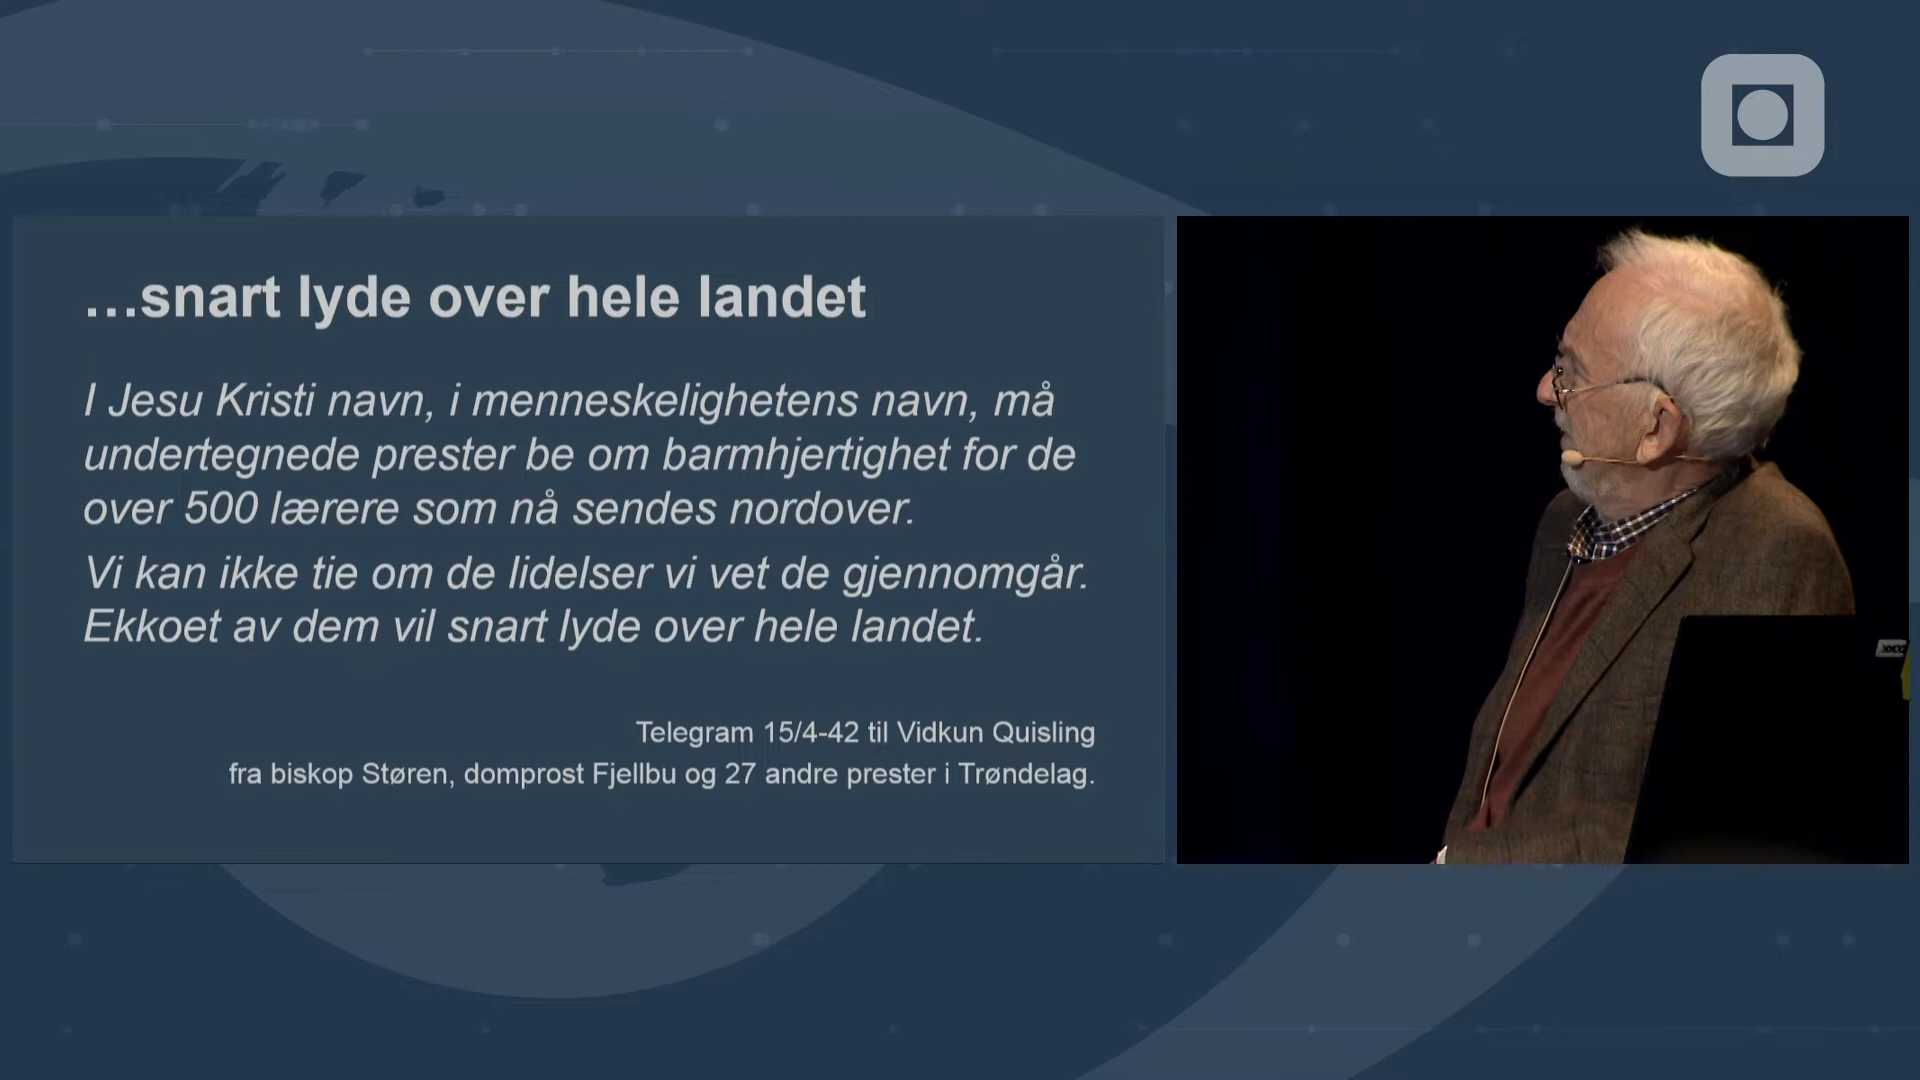 …snart lyde over hele landet
I Jesu Kristi navn, i menneskelighetens navn, må
undertegnede prester be om barmhjertighet for de
over 500 lærere som nå sendes nordover.
Vi kan ikke tie om de lidelser vi vet de gjennomgår.
Ekkoet av dem vil snart lyde over hele landet.
Telegram 15/4-42 til Vidkun Quisling
fra biskop Støren, domprost Fjellbu og 27 andre prester i Trøndelag.